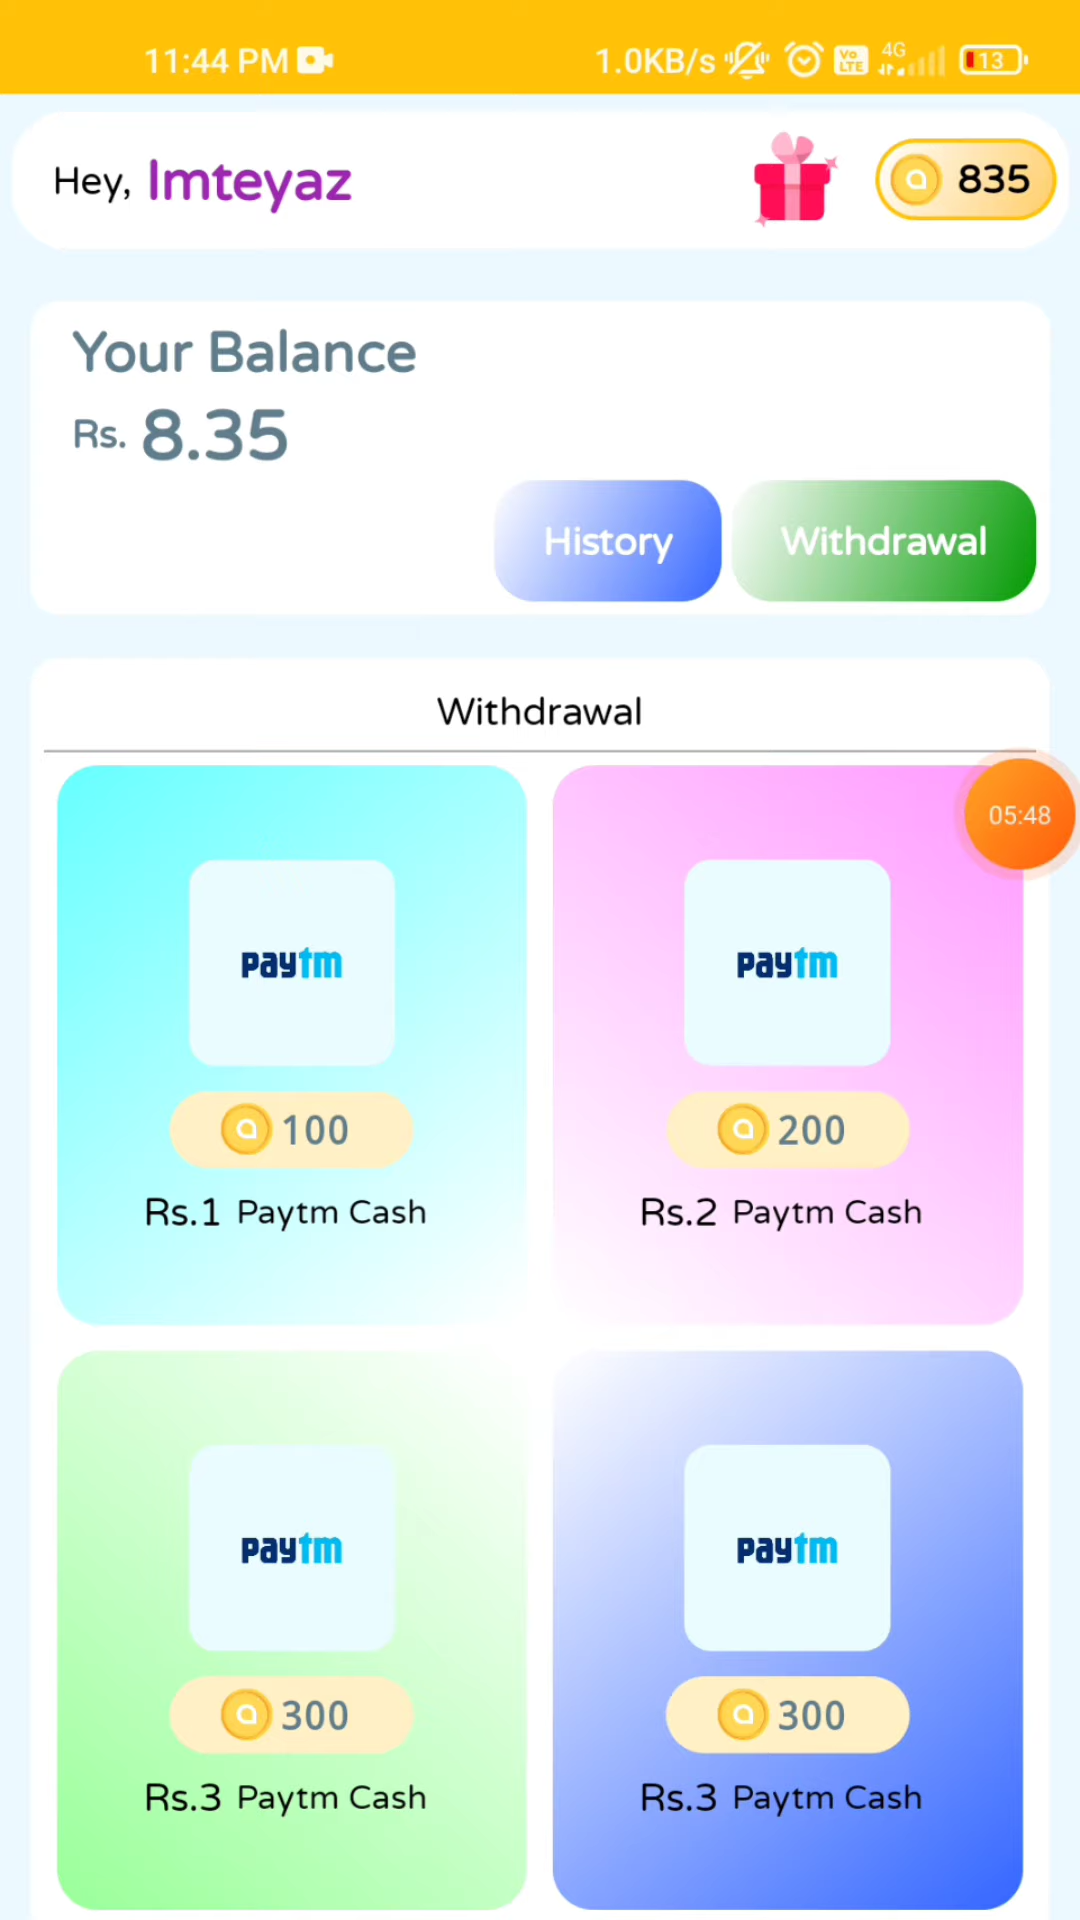 11:44 PM 1.0KB/s Vo LTE 4G 13
Hey, Imteyaz 835
Your Balance
Rs. 8.35
History Withdrawal
Withdrawal
05:48
paytm paytm
100 200
Rs.1 Paytm Cash Rs.2 Paytm Cash
paytm paytm
300 300
Rs.3 Paytm Cash Rs.3 Paytm Cash